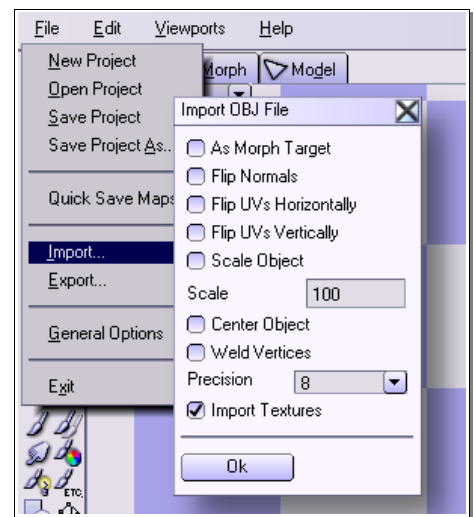 File Edit Viewports Help
New Project
Morph Model
Open Project
Save Project
Save Project As..
Quick Save Maps
Import...
Export...
General Options
Exit
ETC.
Import OBJ File
As Morph Target
Flip Normals
Flip UVs Horizontally
Flip UVs Vertically
Scale Object
Scale 100
Center Object
Weld Vertices
Precision 8
Import Textures
Ok